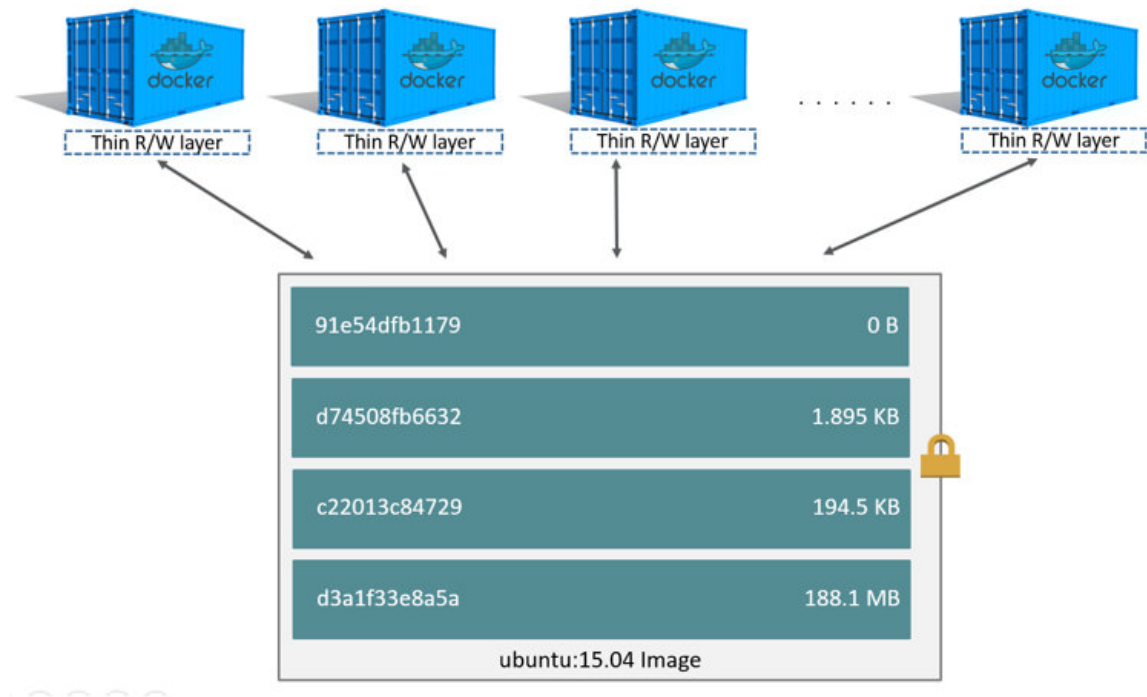 docker docker docker docker
. . . . . .
Thin R/W layer Thin R/W layer Thin R/W layer Thin R/W layer
91e54dfb1179 0 B
d74508fb6632 1.895 KB
c22013c84729 194.5 KB
d3a1f33e8a5a 188.1 MB
ubuntu:15.04 Image